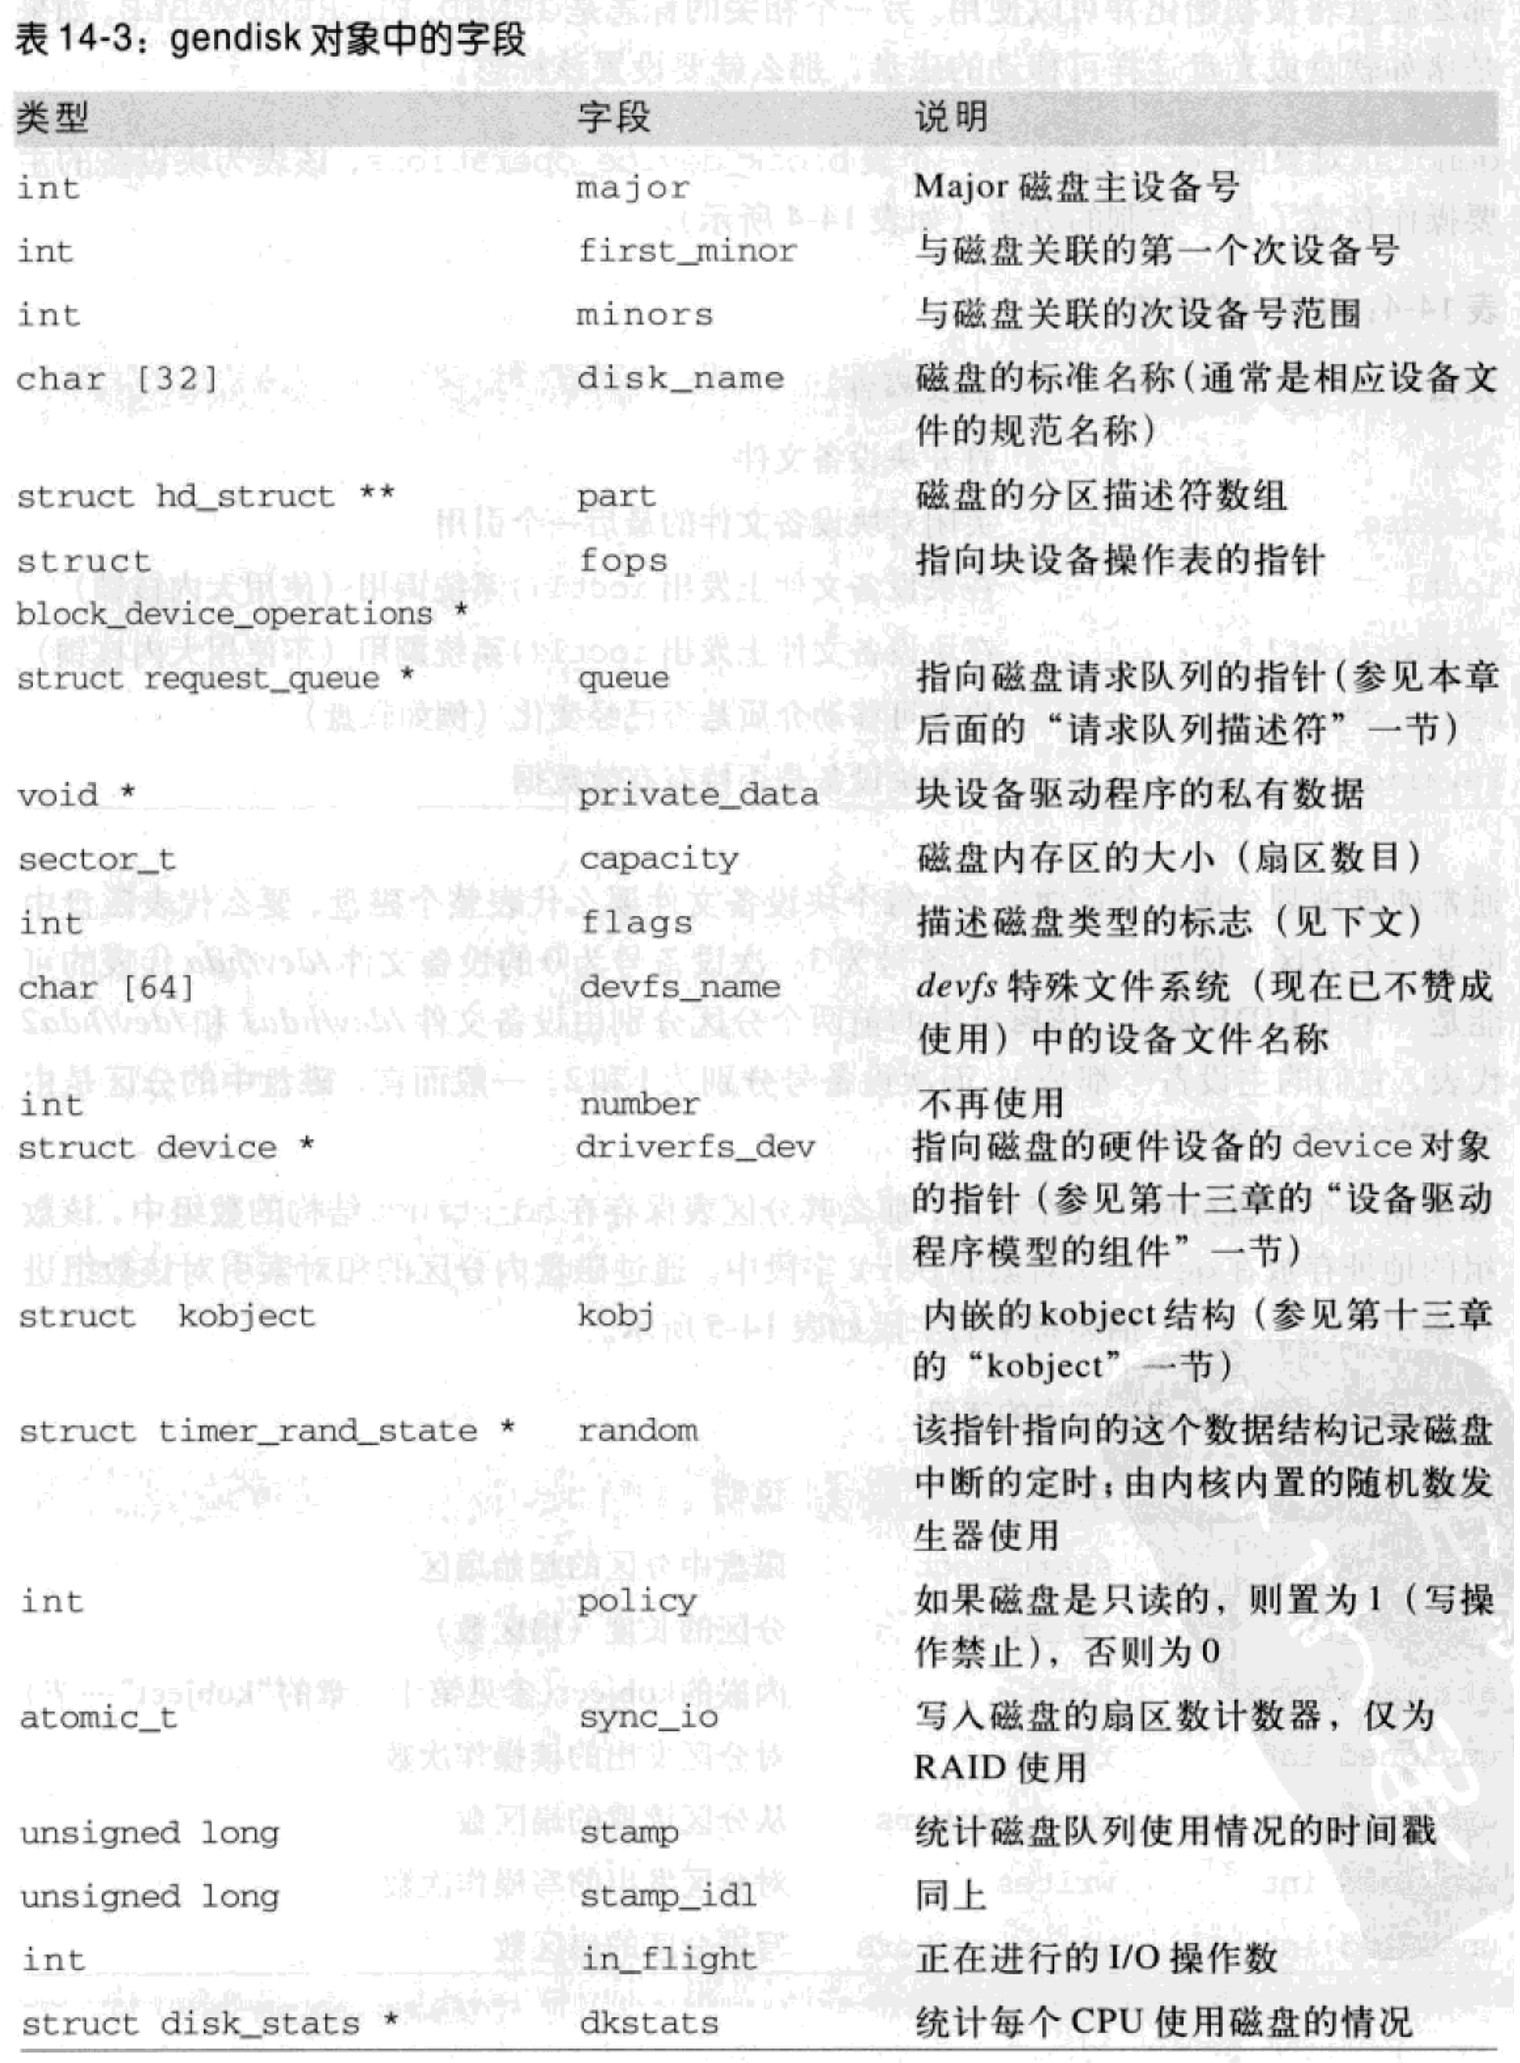 表 14-3：gendisk 对象中的字段
类型 字段 说明
int major Major 磁盘主设备号
int first_minor 与磁盘关联的第一个次设备号
int minors 与磁盘关联的次设备号范围
char [32] disk_name 磁盘的标准名称（通常是相应设备文
件的规范名称）
struct hd_struct ** part 磁盘的分区描述符数组
struct fops 指向块设备操作表的指针
block_device_operations *
struct request_queue * queue 指向磁盘请求队列的指针（参见本章
后面的“请求队列描述符”一节）
void * private_data 块设备驱动程序的私有数据
sector_t capacity 磁盘内存区的大小（扇区数目）
int flags 描述磁盘类型的标志（见下文）
char [64] devfs_name devfs 特殊文件系统（现在已不赞成
使用）中的设备文件名称
int number 不再使用
struct device * driverfs_dev 指向磁盘的硬件设备的 device 对象
的指针（参见第十三章的“设备驱动
程序模型的组件”一节）
struct kobject kobj 内嵌的 kobject 结构（参见第十三章
的“kobject”一节）
struct timer_rand_state * random 该指针指向的这个数据结构记录磁盘
中断的定时；由内核内置的随机数发
生器使用
int policy 如果磁盘是只读的，则置为 1（写操
作禁止），否则为 0
atomic_t sync_io 写入磁盘的扇区数计数器，仅为
RAID 使用
unsigned long stamp 统计磁盘队列使用情况的时间戳
unsigned long stamp_idl 同上
int in_flight 正在进行的 I/O 操作数
struct disk_stats * dkstats 统计每个 CPU 使用磁盘的情况